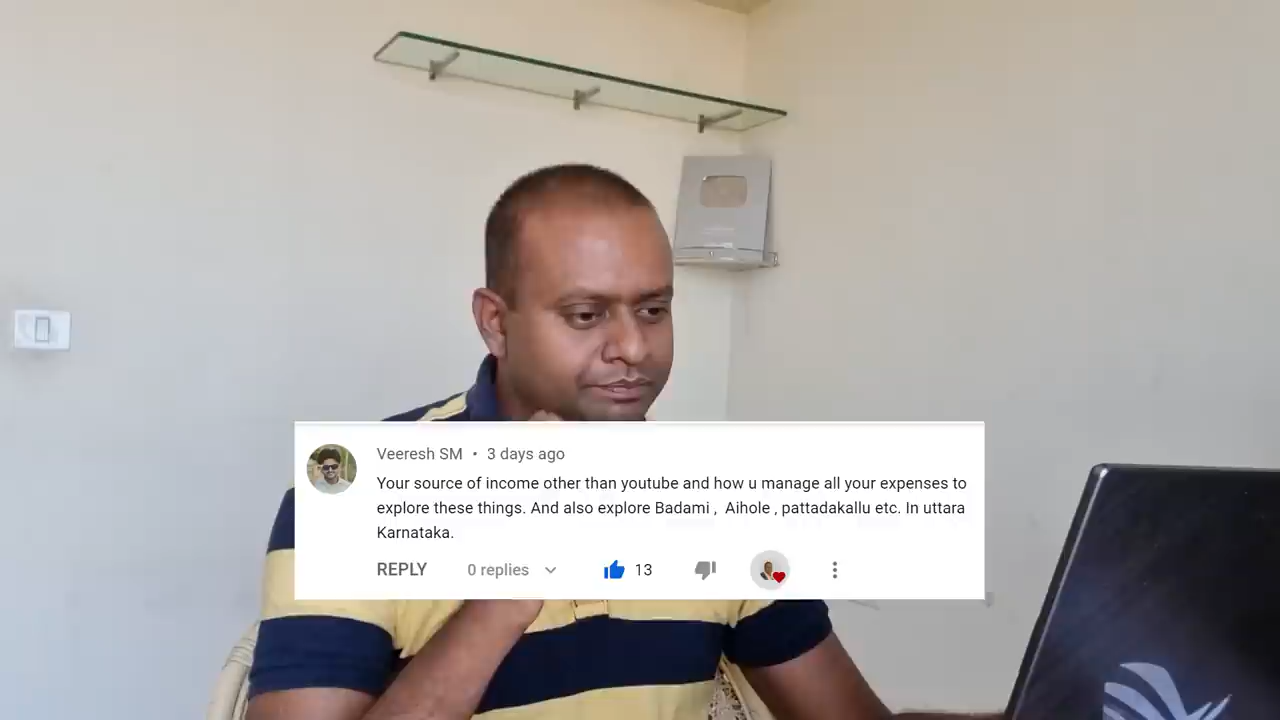 Veeresh SM • 3 days ago
Your source of income other than youtube and how u manage all your expenses to
explore these things. And also explore Badami , Aihole , pattadakallu etc. In uttara
Karnataka.
REPLY 0 replies 13